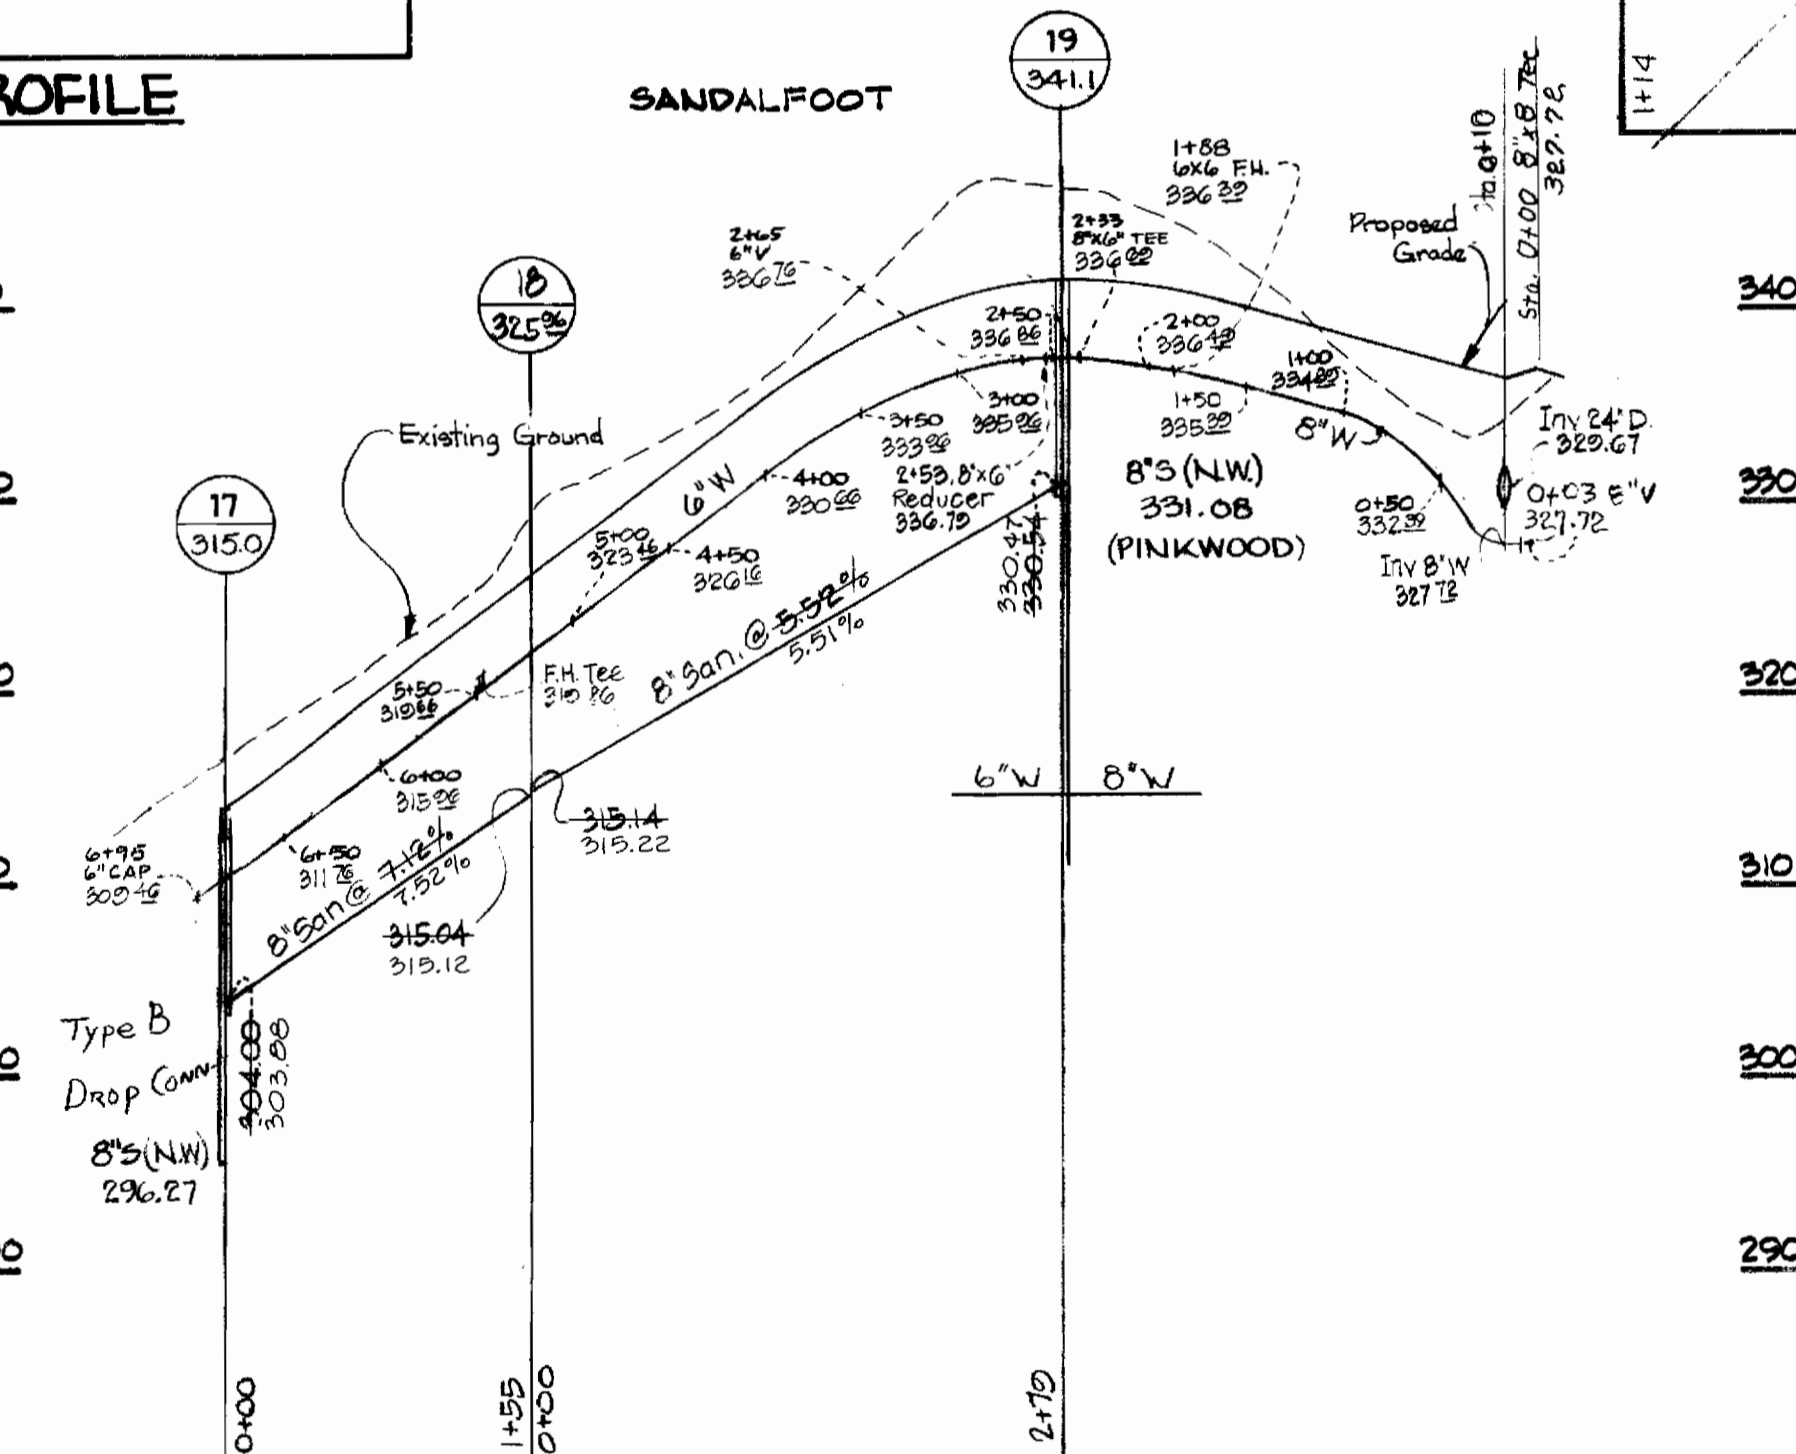 ROFILE
SANDALFOOT
19
341.1
1+14
1+88
6x6 F.H.
336 39
2+33
8"x6" TEE
336 82
2+65
6"V
336 76
Proposed
Grade
Sta. 0+10
Sta. 0+00 8"x8 Tee
327.72
18
325 96
340
2+50
336 86
2+00
336 49
1+00
3+00
335 96
1+50
335 39
8"W
Existing Ground
3+50
333 96
Inv 24" D.
329.67
6"W
4+00
330 66
2+53, 8"x6"
Reducer
336.79
8"S (N.W.)
331.08
(PINKWOOD)
330
0+50
332 39
0+03 8"V
327.72
17
315.0
5+00
323 46
4+50
326 16
330.47
330.54
Inv 8"W
327 72
8" San. @ 5.52%
5.51%
F.H. Tee
319 86
5+50
319 66
320
6"W
8"W
6+00
315 96
315.14
315.22
6+95
6" CAP
309 46
6+50
311 76
8" San @ 7.12%
7.52%
310
315.04
315.12
Type B
Drop Conn
304.00
303.88
300
8"S (N.W)
296.27
290
0+00
1+55
0+00
2+79